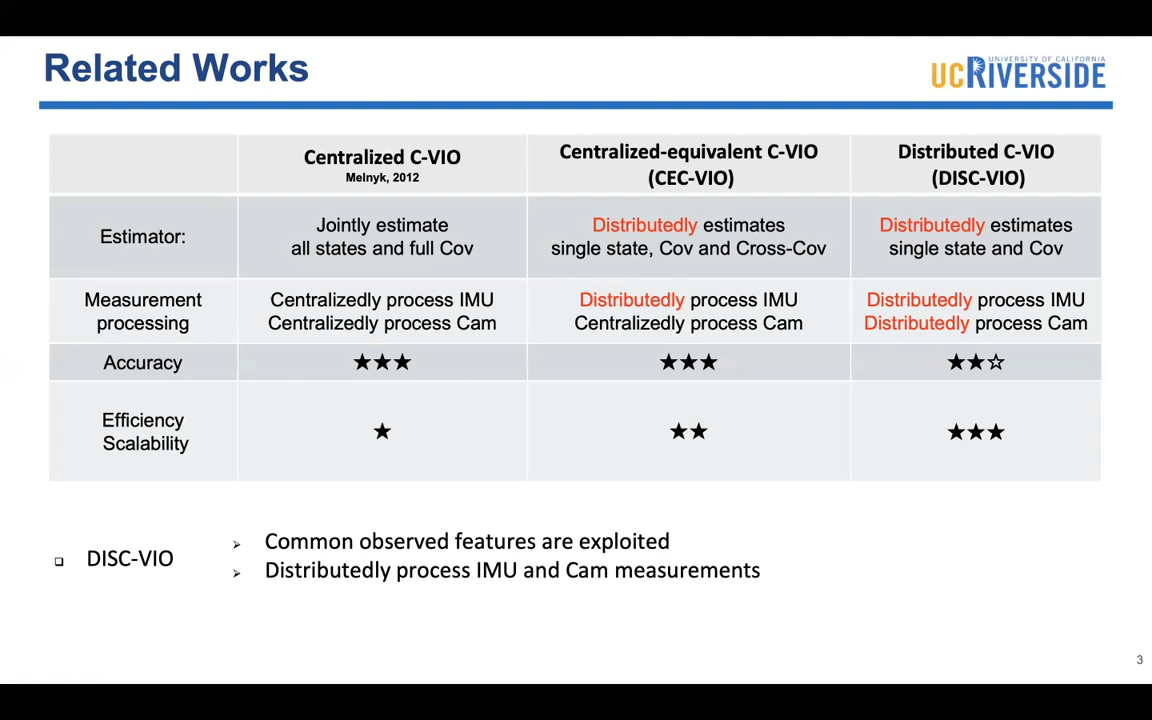 Related Works
UNIVERSITY OF CALIFORNIA
UCRIVERSIDE
Centralized C-VIO
Melnyk, 2012
Centralized-equivalent C-VIO
(CEC-VIO)
Distributed C-VIO
(DISC-VIO)
Estimator:
Jointly estimate
all states and full Cov
Distributedly estimates
single state, Cov and Cross-Cov
Distributedly estimates
single state and Cov
Measurement
processing
Centralizedly process IMU
Centralizedly process Cam
Distributedly process IMU
Centralizedly process Cam
Distributedly process IMU
Distributedly process Cam
Accuracy
★★★
★★★
★★☆
Efficiency
Scalability
★
★★
★★★
DISC-VIO
Common observed features are exploited
Distributedly process IMU and Cam measurements
3